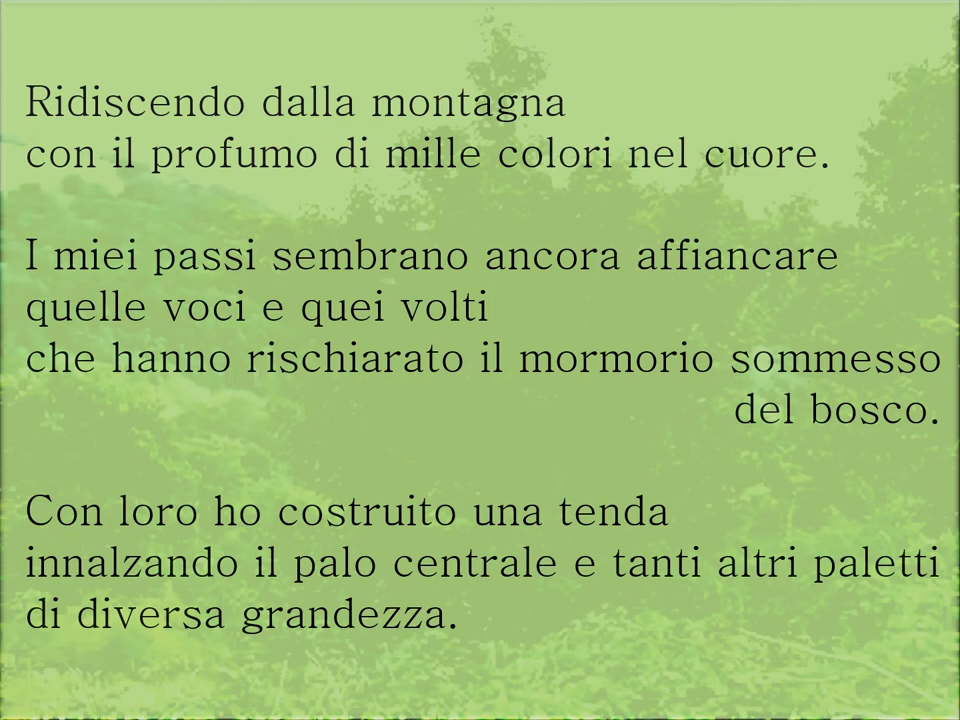 Ridiscendo dalla montagna
con il profumo di mille colori nel cuore.
I miei passi sembrano ancora affiancare
quelle voci e quei volti
che hanno rischiarato il mormorio sommesso
del bosco.
Con loro ho costruito una tenda
innalzando il palo centrale e tanti altri paletti
di diversa grandezza.